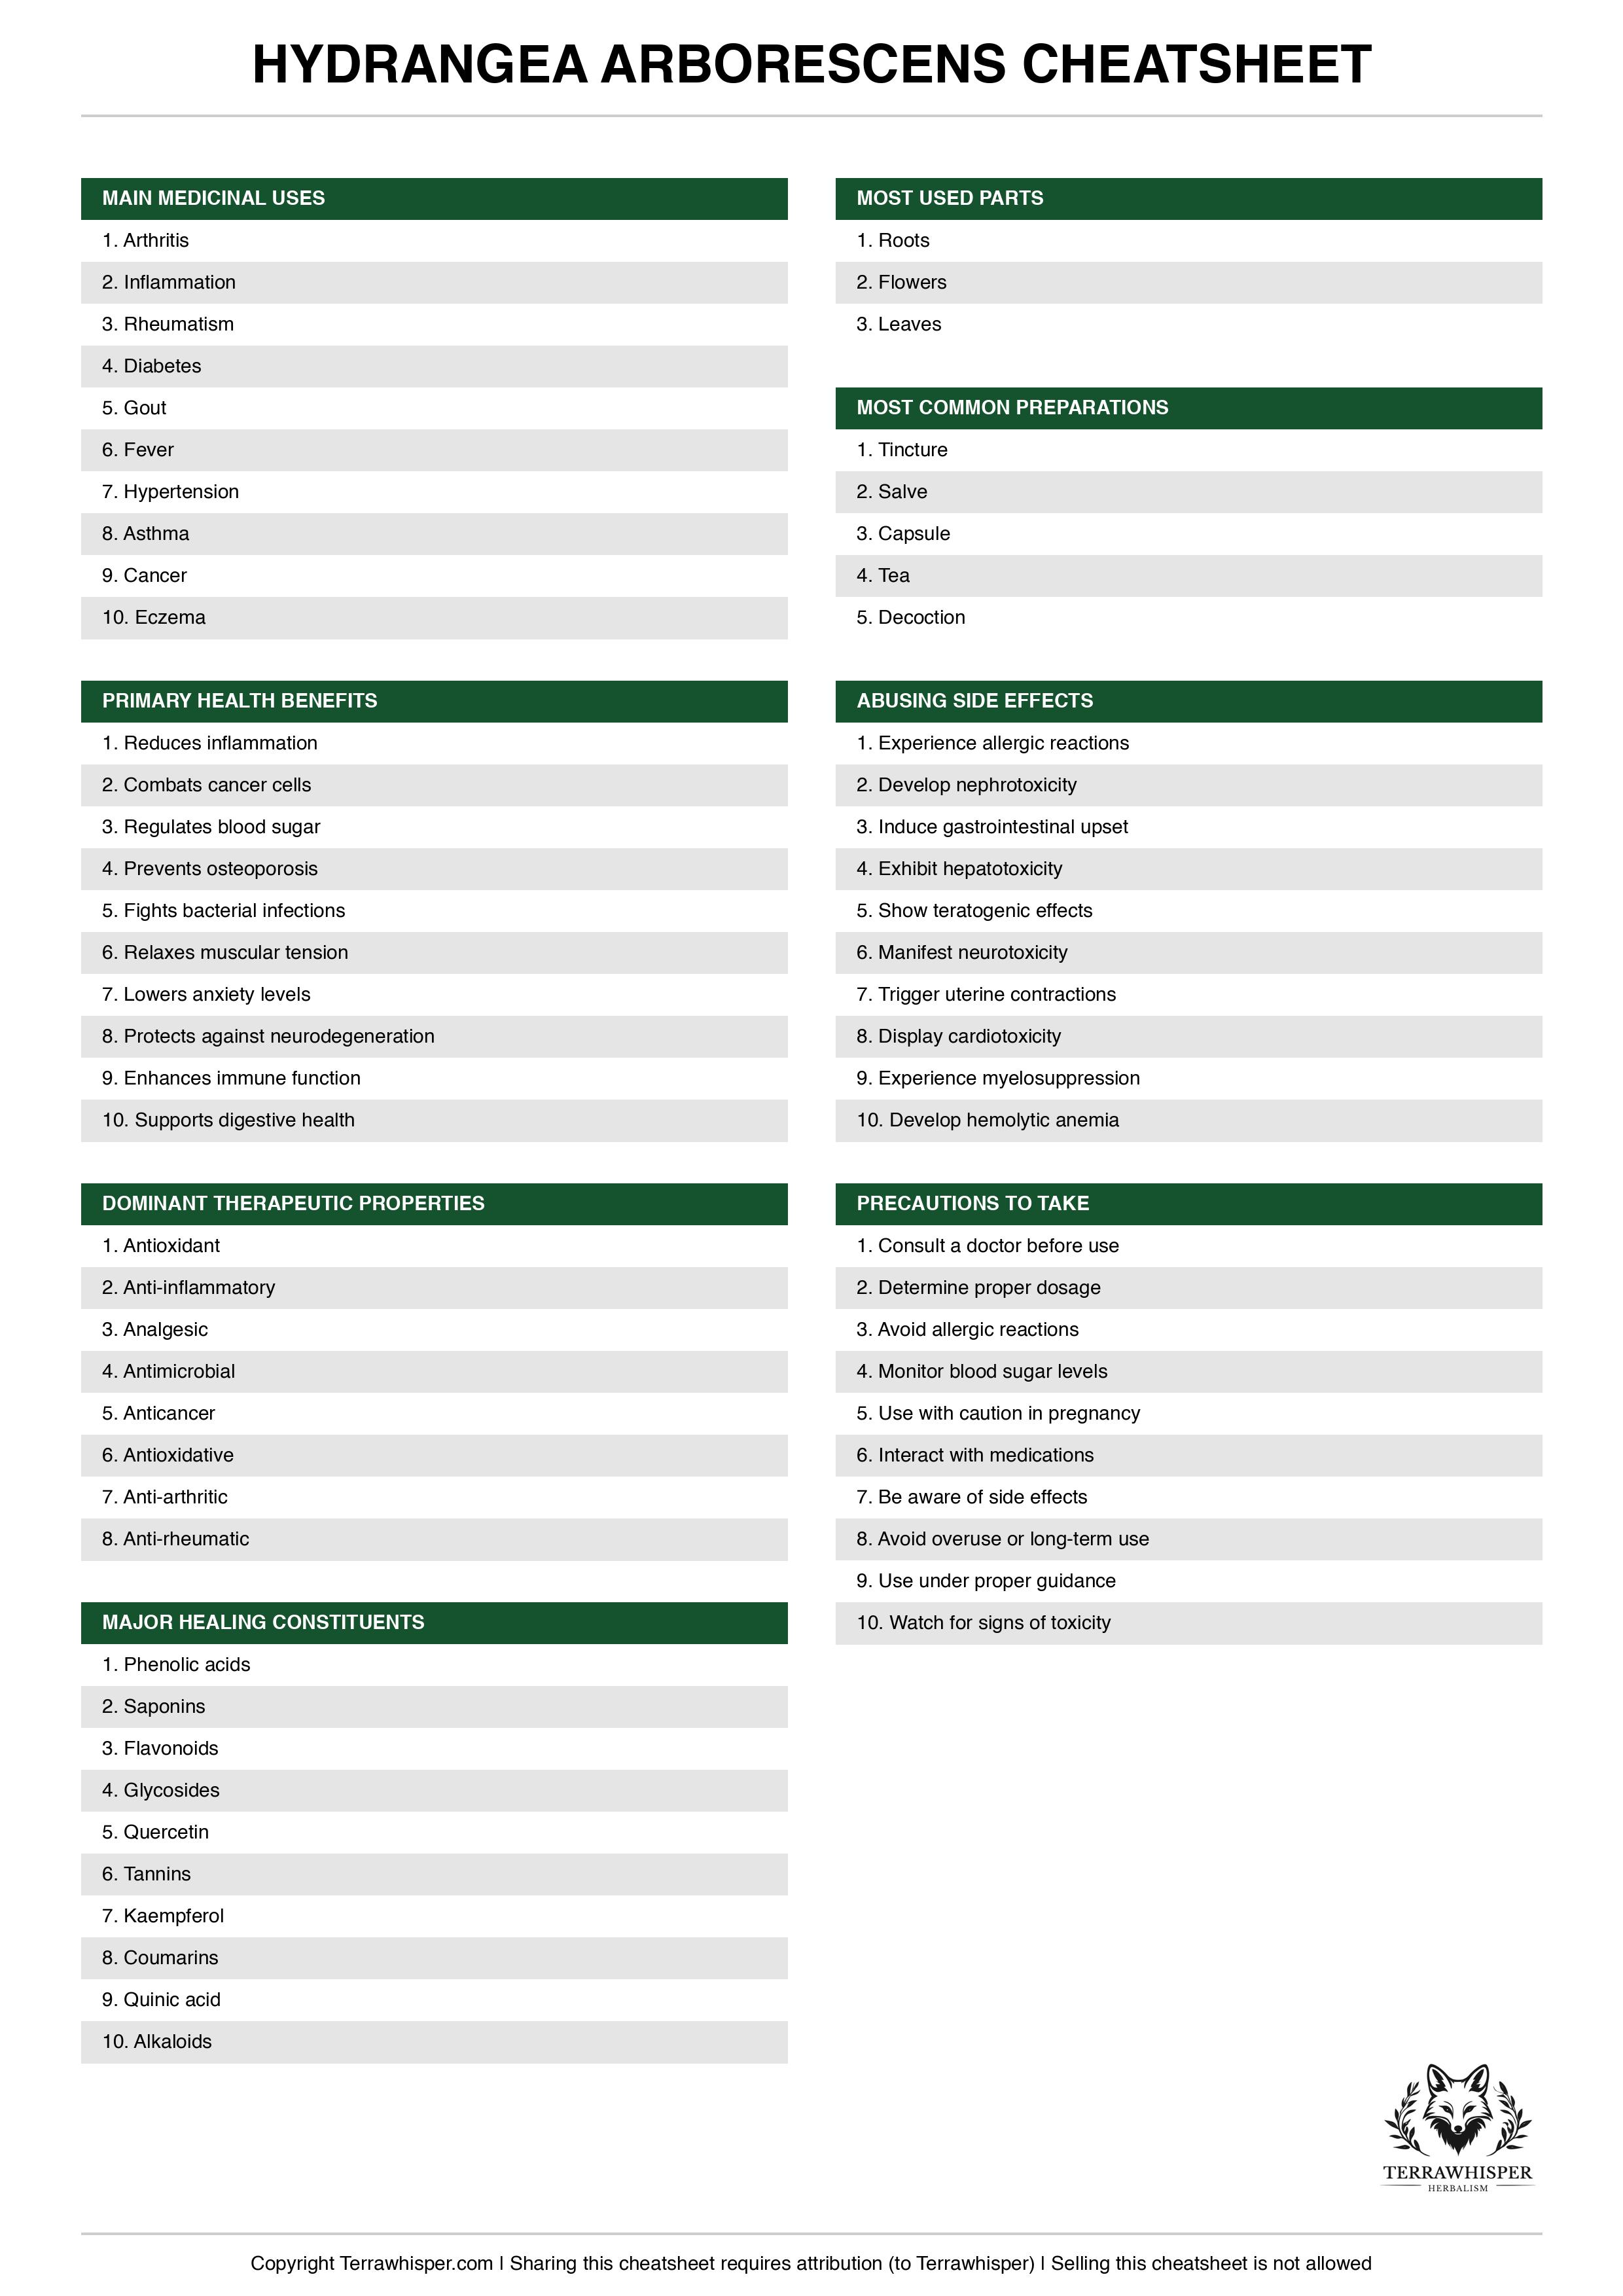 HYDRANGEA ARBORESCENS CHEATSHEET
MAIN MEDICINAL USES
1. Arthritis
2. Inflammation
3. Rheumatism
4. Diabetes
5. Gout
6. Fever
7. Hypertension
8. Asthma
9. Cancer
10. Eczema
PRIMARY HEALTH BENEFITS
1. Reduces inflammation
2. Combats cancer cells
3. Regulates blood sugar
4. Prevents osteoporosis
5. Fights bacterial infections
6. Relaxes muscular tension
7. Lowers anxiety levels
8. Protects against neurodegeneration
9. Enhances immune function
10. Supports digestive health
DOMINANT THERAPEUTIC PROPERTIES
1. Antioxidant
2. Anti-inflammatory
3. Analgesic
4. Antimicrobial
5. Anticancer
6. Antioxidative
7. Anti-arthritic
8. Anti-rheumatic
MAJOR HEALING CONSTITUENTS
1. Phenolic acids
2. Saponins
3. Flavonoids
4. Glycosides
5. Quercetin
6. Tannins
7. Kaempferol
8. Coumarins
9. Quinic acid
10. Alkaloids
MOST USED PARTS
1. Roots
2. Flowers
3. Leaves
MOST COMMON PREPARATIONS
1. Tincture
2. Salve
3. Capsule
4. Tea
5. Decoction
ABUSING SIDE EFFECTS
1. Experience allergic reactions
2. Develop nephrotoxicity
3. Induce gastrointestinal upset
4. Exhibit hepatotoxicity
5. Show teratogenic effects
6. Manifest neurotoxicity
7. Trigger uterine contractions
8. Display cardiotoxicity
9. Experience myelosuppression
10. Develop hemolytic anemia
PRECAUTIONS TO TAKE
1. Consult a doctor before use
2. Determine proper dosage
3. Avoid allergic reactions
4. Monitor blood sugar levels
5. Use with caution in pregnancy
6. Interact with medications
7. Be aware of side effects
8. Avoid overuse or long-term use
9. Use under proper guidance
10. Watch for signs of toxicity
TERRAWHISPER
HERBALISM
Copyright Terrawhisper.com | Sharing this cheatsheet requires attribution (to Terrawhisper) | Selling this cheatsheet is not allowed